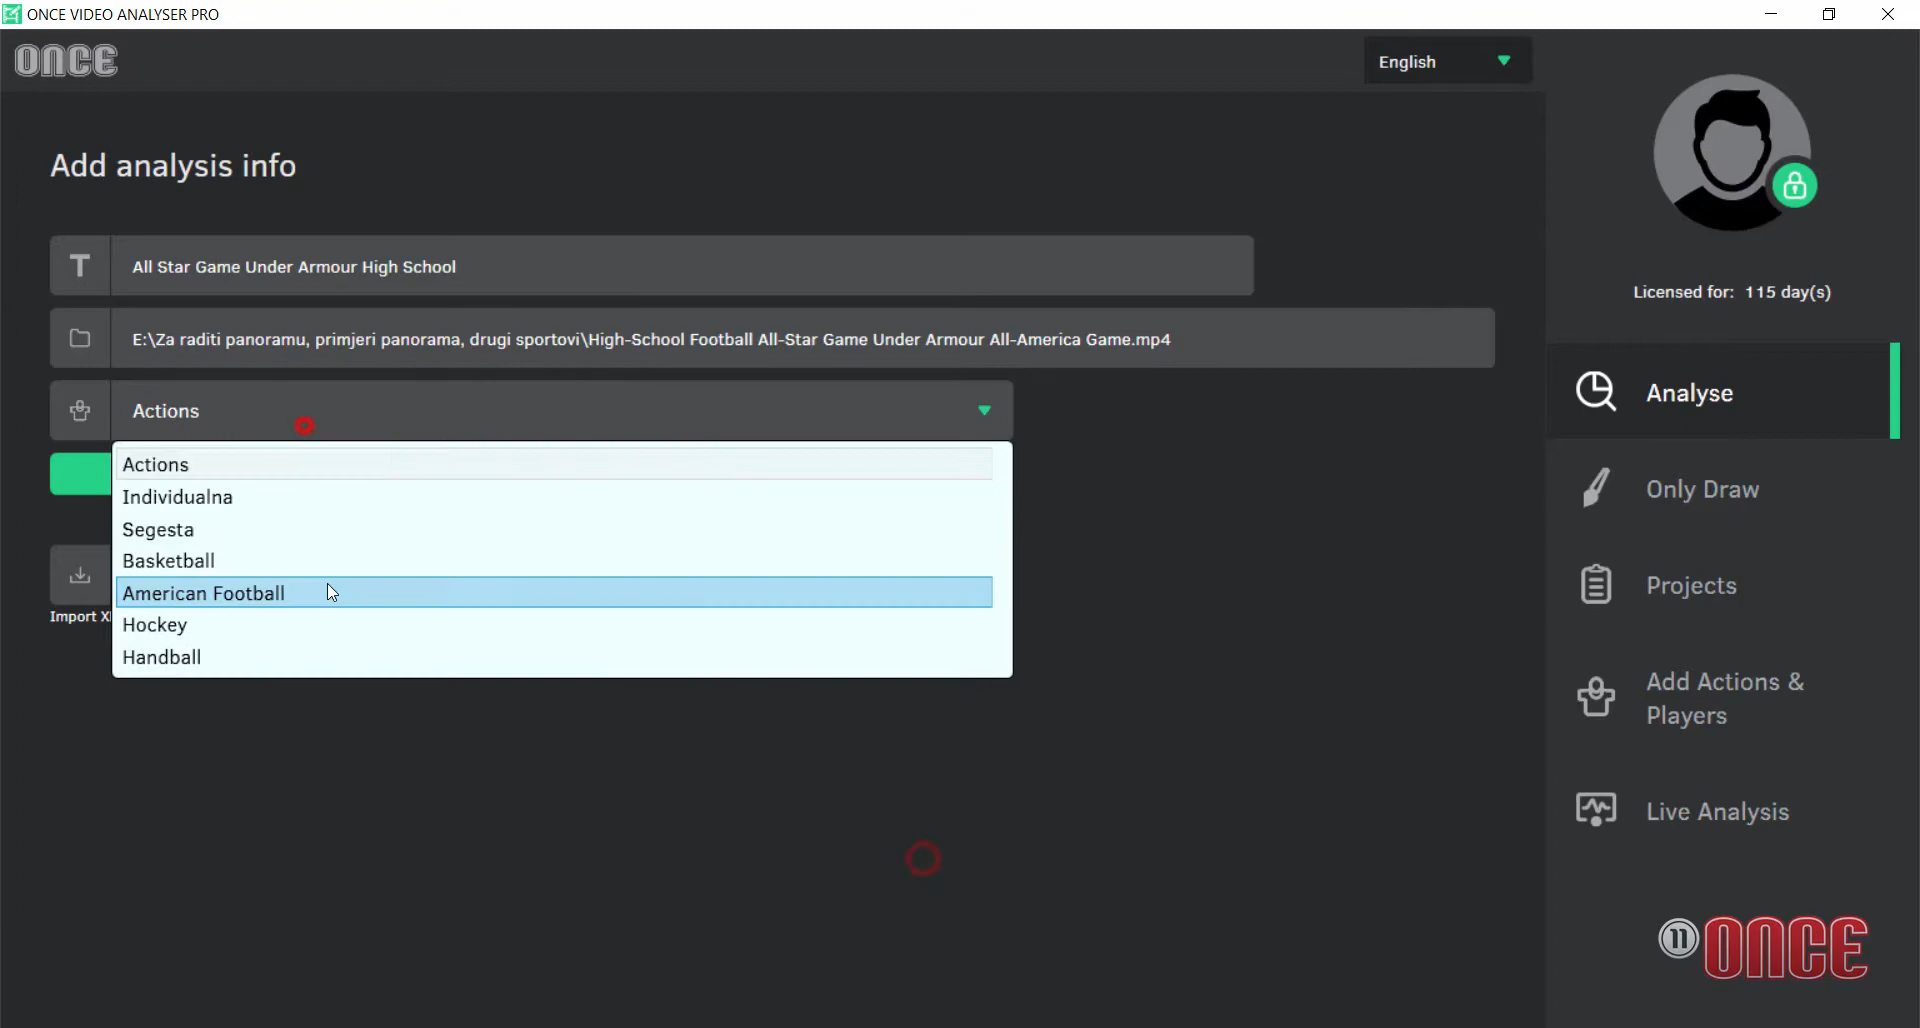 ONCE VIDEO ANALYSER PRO
ONCE
English
Add analysis info
T
All Star Game Under Armour High School
E:\Za raditi panoramu, primjeri panorama, drugi sportovi\High-School Football All-Star Game Under Armour All-America Game.mp4
Actions
Actions
Individualna
Segesta
Basketball
American Football
Hockey
Handball
Import
Licensed for: 115 day(s)
Analyse
Only Draw
Projects
Add Actions &
Players
Live Analysis
11 ONCE